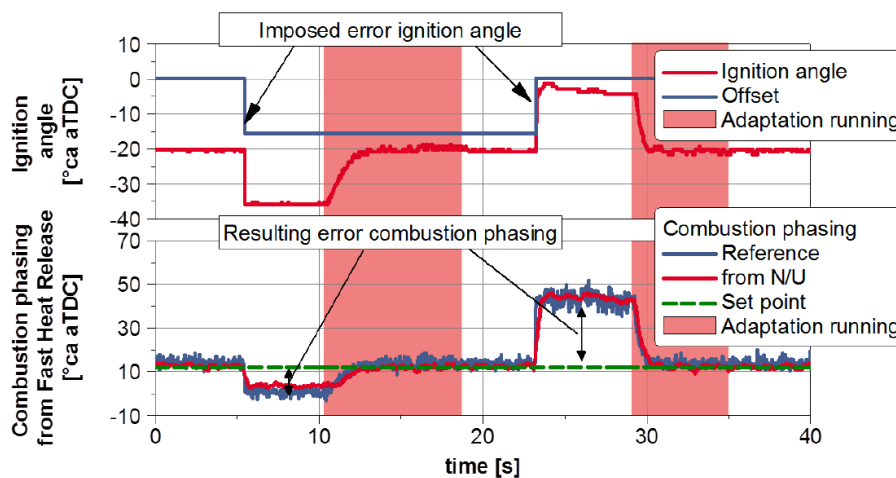 Imposed error ignition angle
Ignition
angle
[°ca aTDC]
10
0
-10
-20
-30
-40
Ignition angle
Offset
Adaptation running
Resulting error combustion phasing
Combustion phasing
from Fast Heat Release
[°ca aTDC]
70
50
30
10
-10
Combustion phasing
Reference
from N/U
Set point
Adaptation running
0
10
20
30
40
time [s]